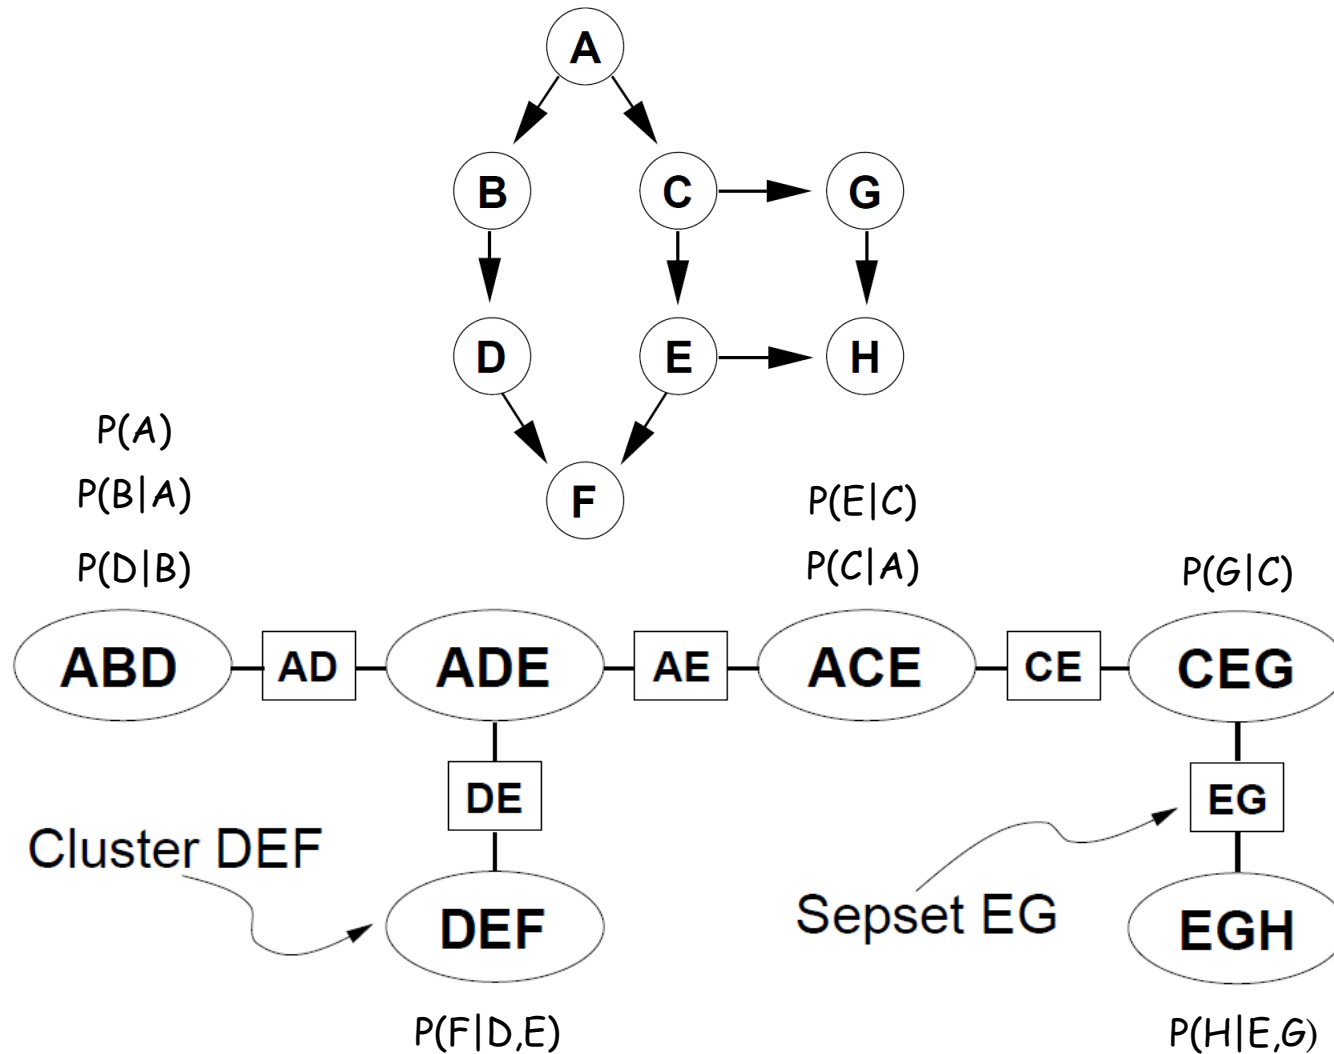 A
B
C
G
D
E
H
F
P(A)
P(B|A)
P(D|B)
P(E|C)
P(C|A)
P(G|C)
ABD
AD
ADE
AE
ACE
CE
CEG
DE
EG
Cluster DEF
Sepset EG
DEF
EGH
P(F|D,E)
P(H|E,G)